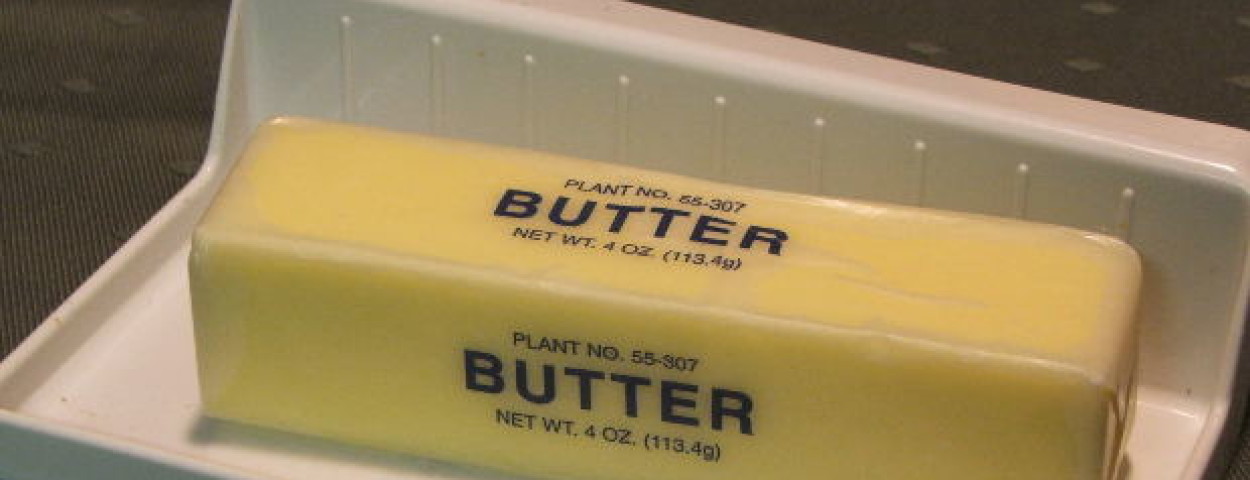 PLANT NO. 55-307
BUTTER
NET WT. 4 OZ. (113.4g)
PLANT NO. 55-307
BUTTER
NET WT. 4 OZ. (113.4g)